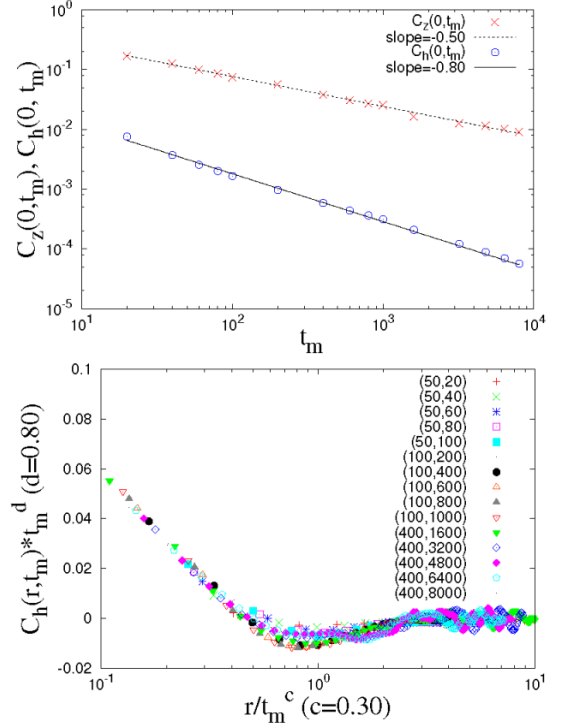 C_z(0,t_m)
slope=-0.50
C_h(0,t_m)
slope=-0.80
10^0
10^-1
10^-2
10^-3
10^-4
10^-5
C_z(0,t_m), C_h(0, t_m)
10^1 10^2 10^3 10^4
t_m
0.1
0.08
0.06
0.04
0.02
0
-0.02
C_h(r,t_m)*t_m^d (d=0.80)
(50,20)
(50,40)
(50,60)
(50,80)
(50,100)
(100,200)
(100,400)
(100,600)
(100,800)
(100,1000)
(400,1600)
(400,3200)
(400,4800)
(400,6400)
(400,8000)
10^-1 10^0 10^1
r/t_m^c (c=0.30)